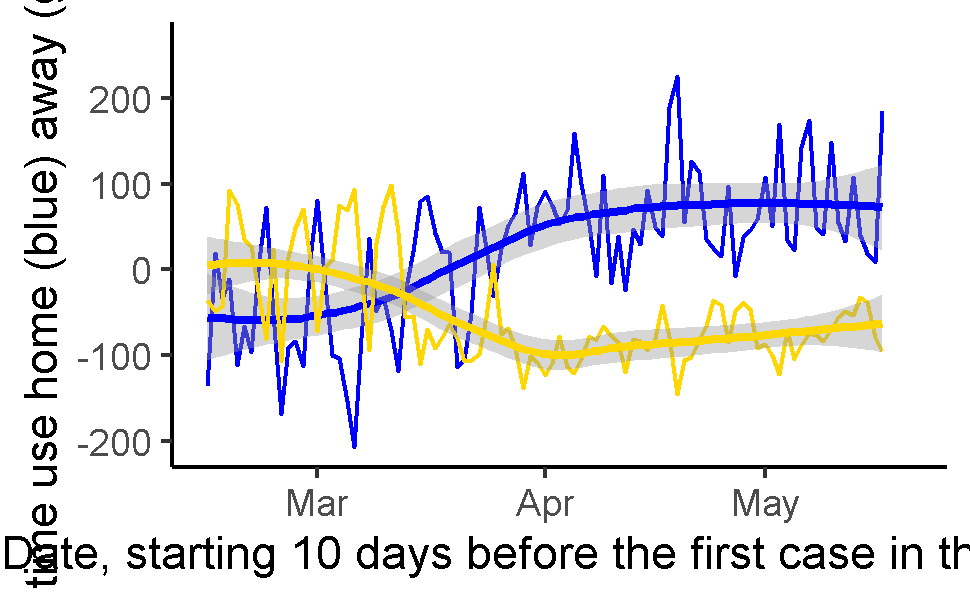 time use home (blue) away (
200
100
0
-100
-200
Mar Apr May
Date, starting 10 days before the first case in th